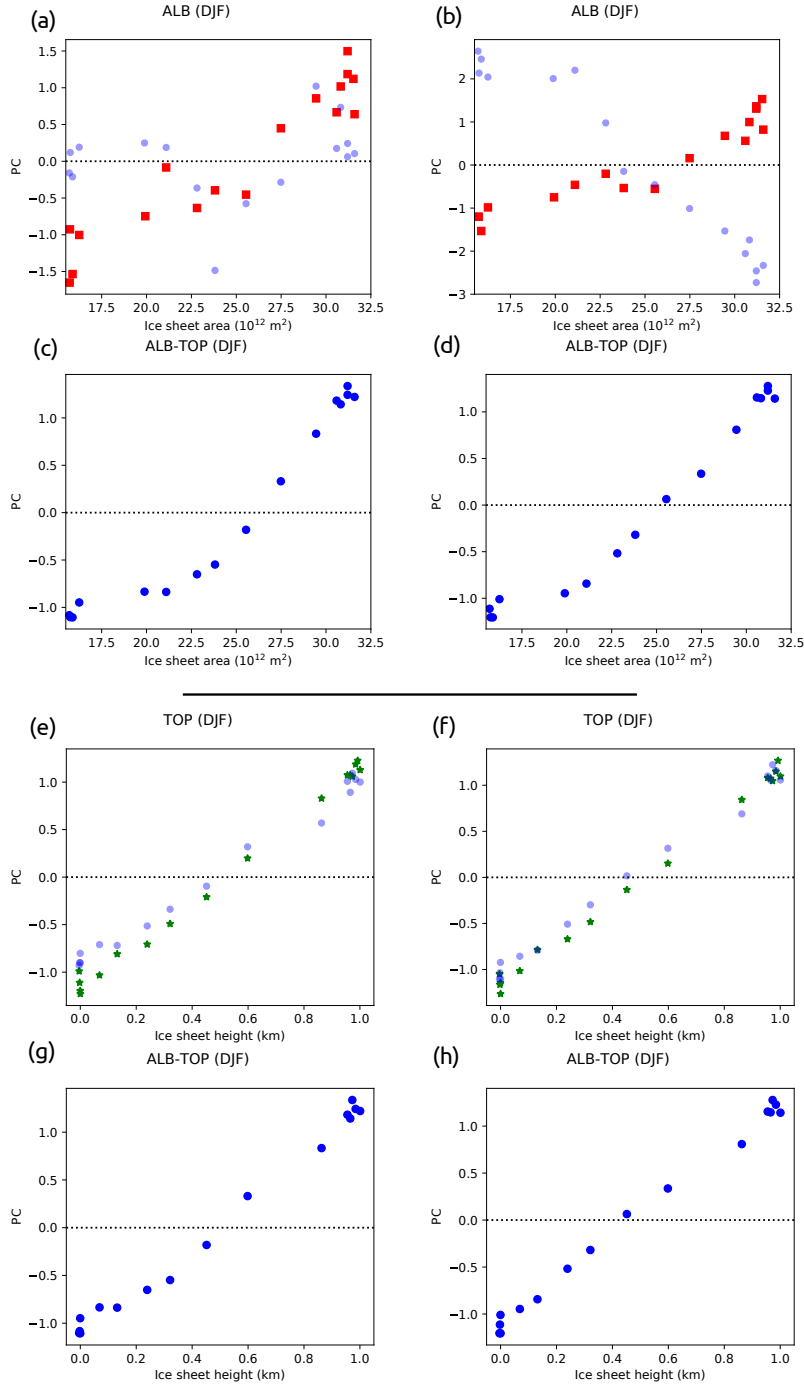 (a)
ALB (DJF)
PC
1.5
1.0
0.5
0.0
−0.5
−1.0
−1.5
17.5 20.0 22.5 25.0 27.5 30.0 32.5
Ice sheet area (10¹² m²)
(b)
ALB (DJF)
PC
2
1
0
−1
−2
−3
17.5 20.0 22.5 25.0 27.5 30.0 32.5
Ice sheet area (10¹² m²)
(c)
ALB-TOP (DJF)
PC
1.0
0.5
0.0
−0.5
−1.0
17.5 20.0 22.5 25.0 27.5 30.0 32.5
Ice sheet area (10¹² m²)
(d)
ALB-TOP (DJF)
PC
1.0
0.5
0.0
−0.5
−1.0
17.5 20.0 22.5 25.0 27.5 30.0 32.5
Ice sheet area (10¹² m²)
(e)
TOP (DJF)
PC
1.0
0.5
0.0
−0.5
−1.0
0.0 0.2 0.4 0.6 0.8 1.0
Ice sheet height (km)
(f)
TOP (DJF)
PC
1.0
0.5
0.0
−0.5
−1.0
0.0 0.2 0.4 0.6 0.8 1.0
Ice sheet height (km)
(g)
ALB-TOP (DJF)
PC
1.0
0.5
0.0
−0.5
−1.0
0.0 0.2 0.4 0.6 0.8 1.0
Ice sheet height (km)
(h)
ALB-TOP (DJF)
PC
1.0
0.5
0.0
−0.5
−1.0
0.0 0.2 0.4 0.6 0.8 1.0
Ice sheet height (km)